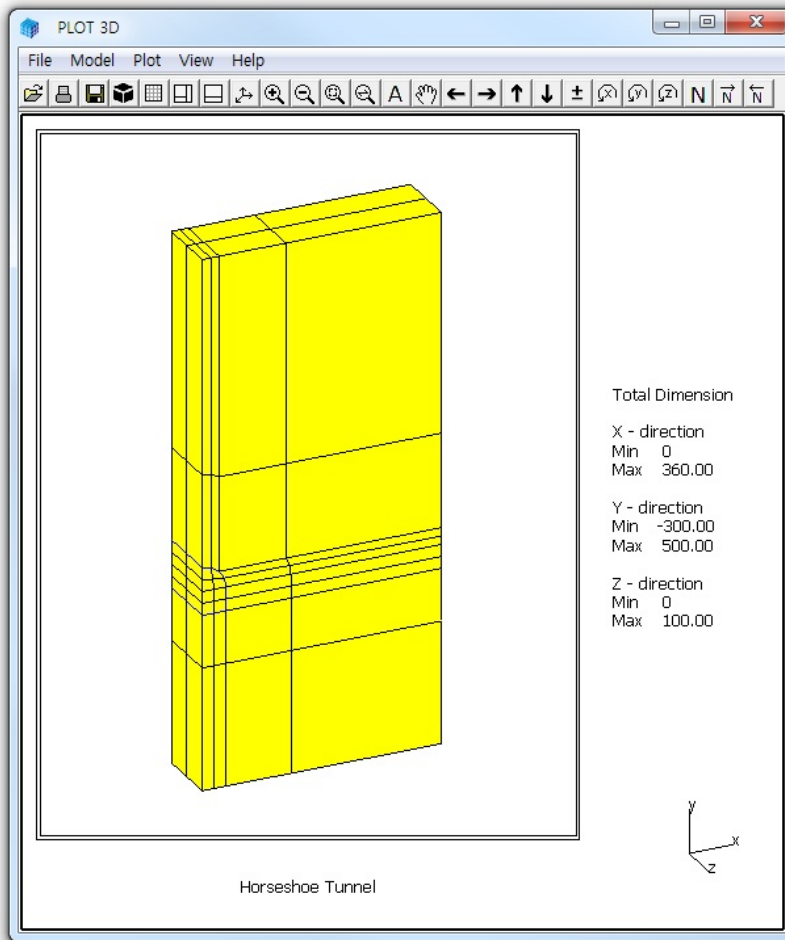 PLOT 3D
File Model Plot View Help
A ± x y z N N N
Total Dimension
X - direction
Min 0
Max 360.00
Y - direction
Min -300.00
Max 500.00
Z - direction
Min 0
Max 100.00
y
x
z
Horseshoe Tunnel